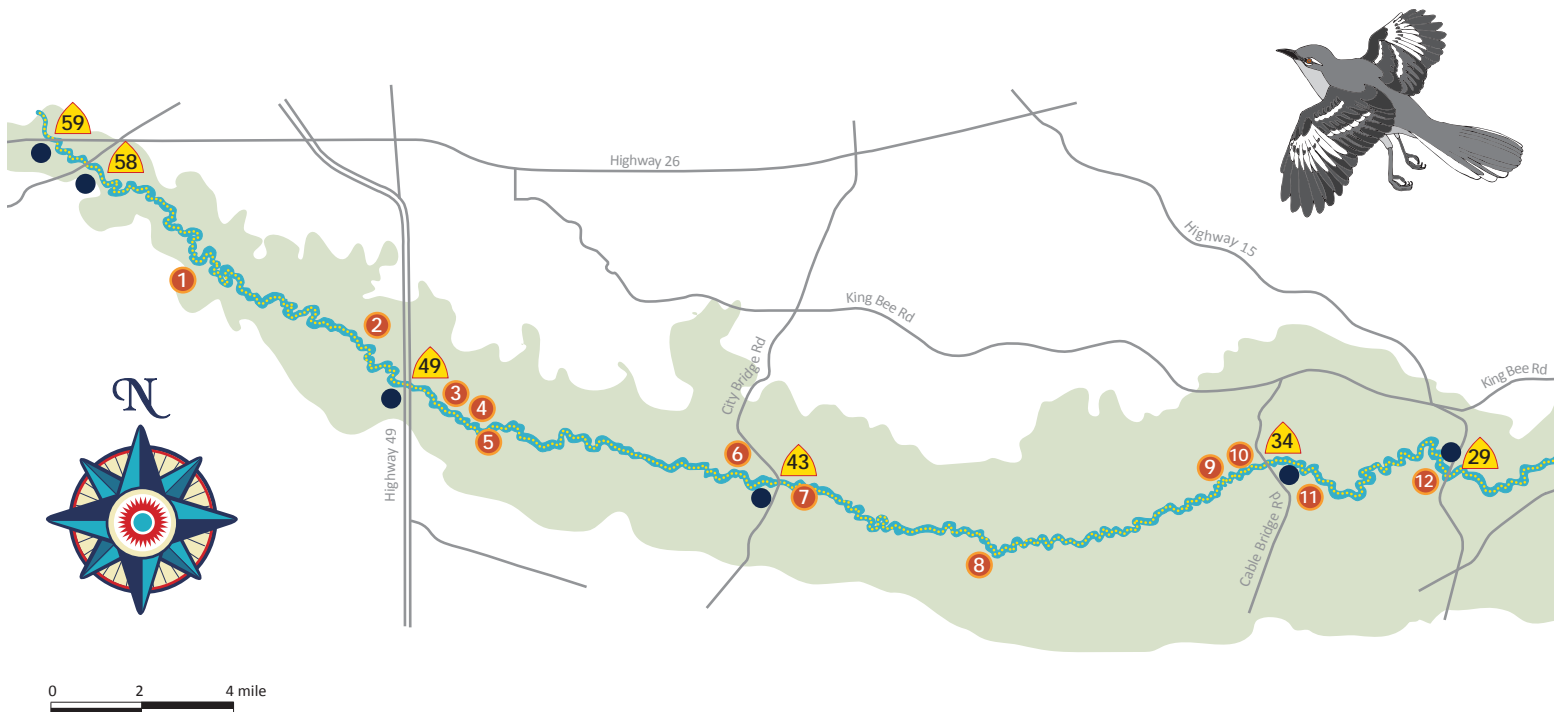 59
58
Highway 26
Highway 15
1
King Bee Rd
2
City Bridge Rd
49
King Bee Rd
3
4
5
N
Highway 49
6
43
7
9
10
34
29
12
11
8
Cable Bridge Rd
0 2 4 mile